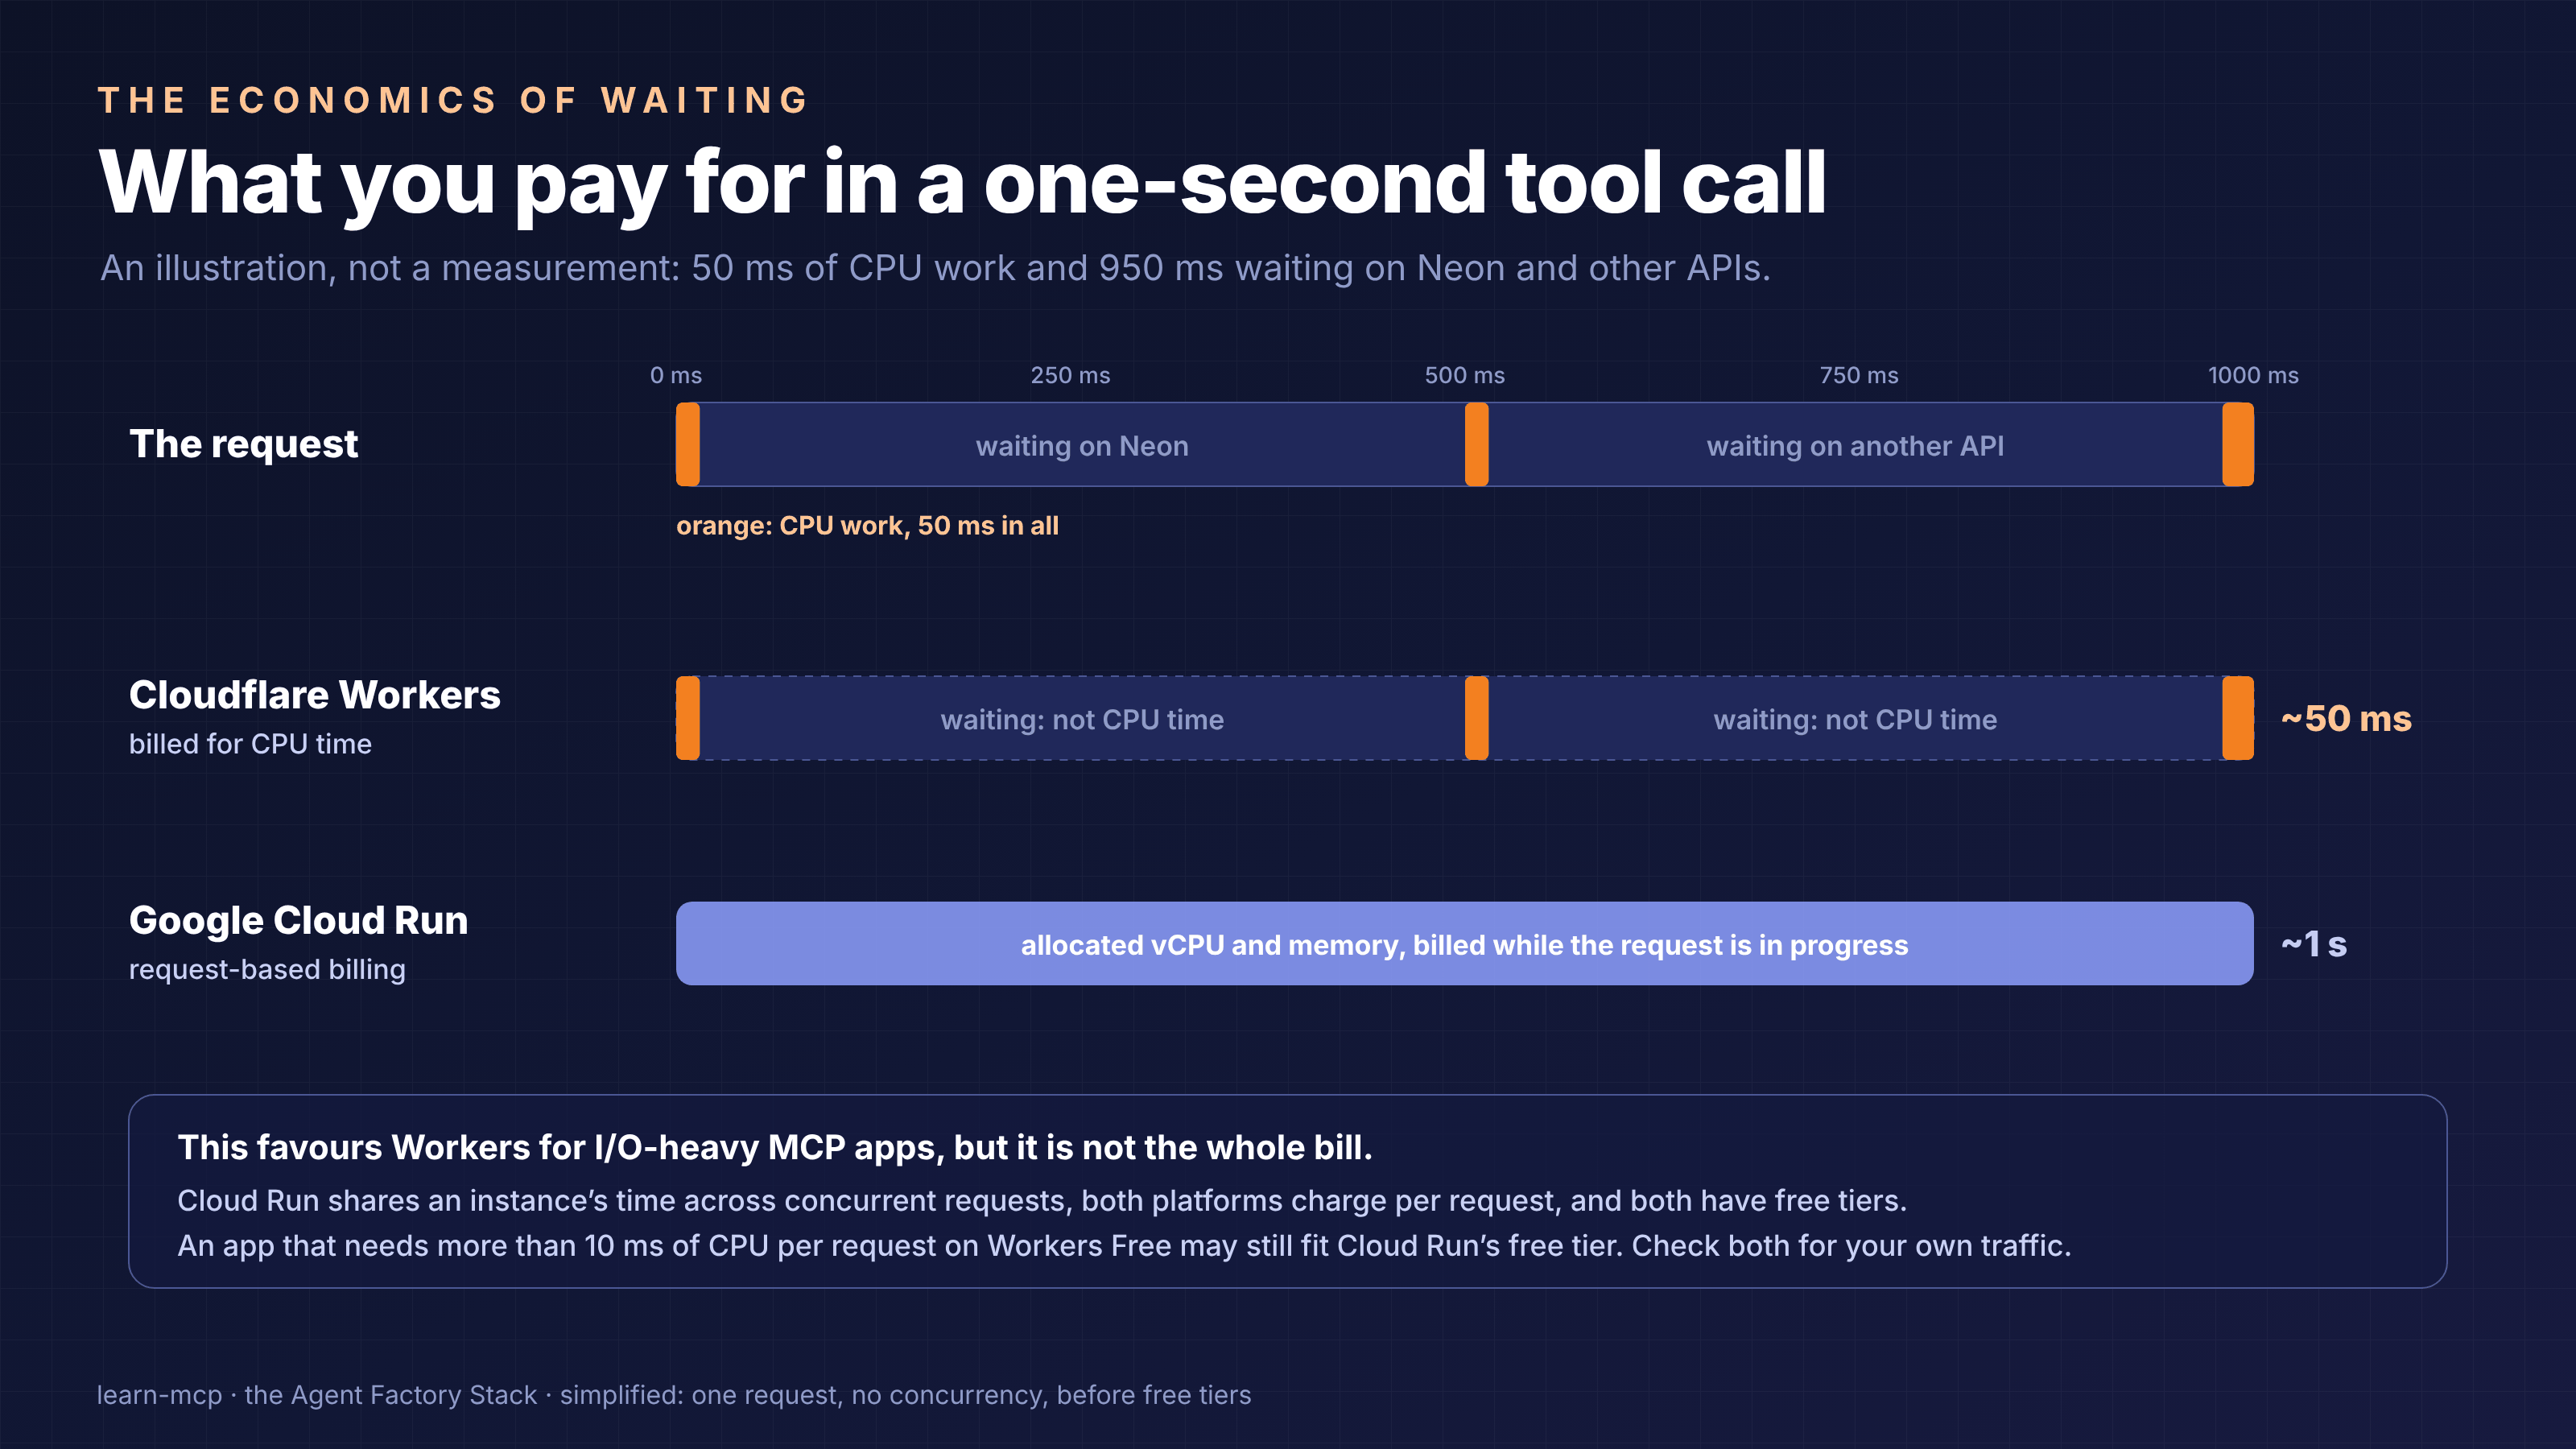 THE ECONOMICS OF WAITING
What you pay for in a one-second tool call
An illustration, not a measurement: 50 ms of CPU work and 950 ms waiting on Neon and other APIs.
0 ms 250 ms 500 ms 750 ms 1000 ms
The request
waiting on Neon
waiting on another API
orange: CPU work, 50 ms in all
Cloudflare Workers
billed for CPU time
waiting: not CPU time
waiting: not CPU time
~50 ms
Google Cloud Run
request-based billing
allocated vCPU and memory, billed while the request is in progress
~1 s
This favours Workers for I/O-heavy MCP apps, but it is not the whole bill.
Cloud Run shares an instance’s time across concurrent requests, both platforms charge per request, and both have free tiers.
An app that needs more than 10 ms of CPU per request on Workers Free may still fit Cloud Run’s free tier. Check both for your own traffic.
learn-mcp · the Agent Factory Stack · simplified: one request, no concurrency, before free tiers